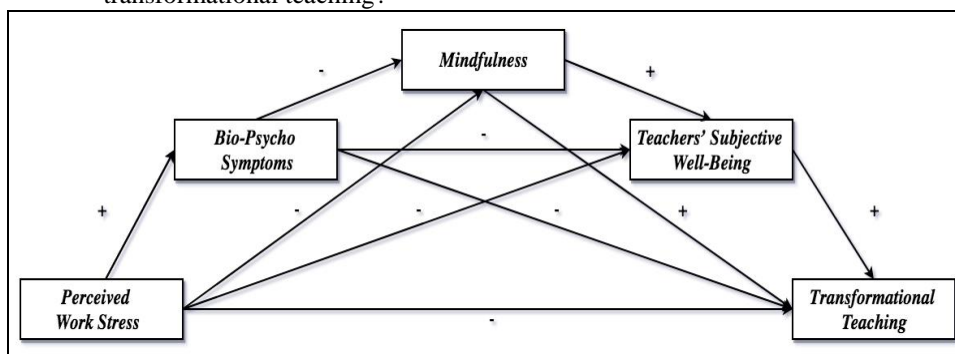 transformational teaching?
Mindfulness
-
+
Bio-Psycho
Symptoms
-
Teachers' Subjective
Well-Being
+
-
-
-
+
+
Perceived
Work Stress
-
Transformational
Teaching